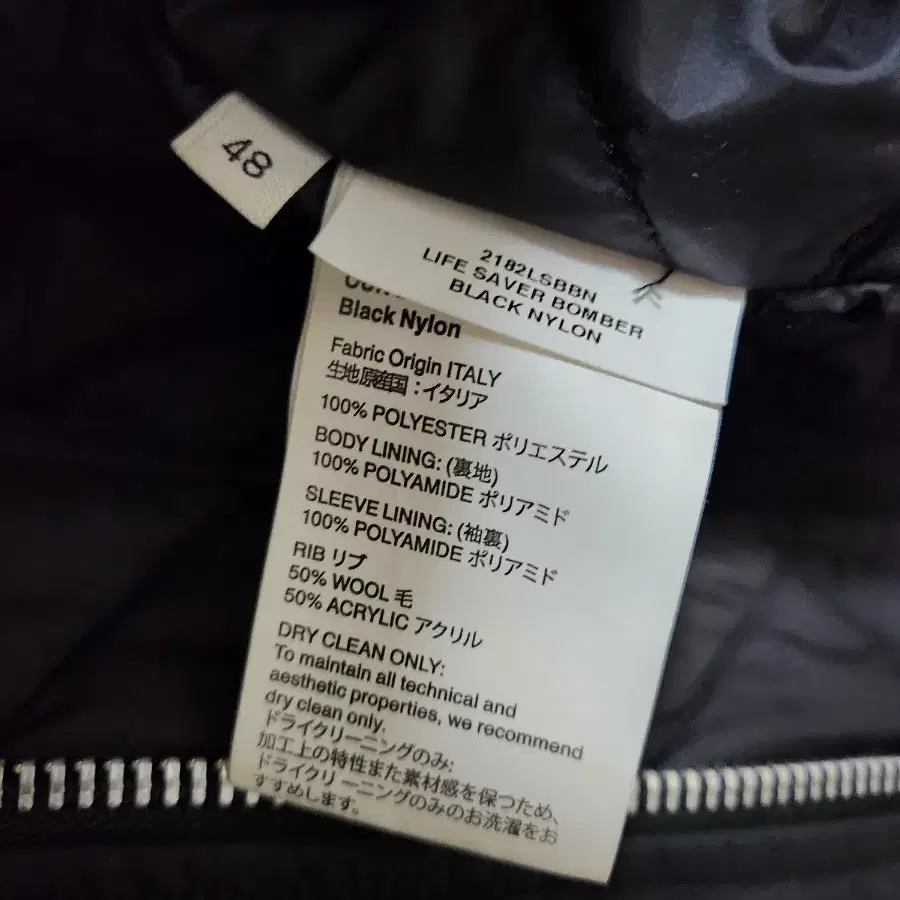 48
2182LSBBN
LIFE SAVER BOMBER
BLACK NYLON
Black Nylon
Fabric Origin ITALY
生地原産国：イタリア
100% POLYESTER ポリエステル
BODY LINING: (裏地)
100% POLYAMIDE ポリアミド
SLEEVE LINING: (袖裏)
100% POLYAMIDE ポリアミド
RIB リブ
50% WOOL 毛
50% ACRYLIC アクリル
DRY CLEAN ONLY:
To maintain all technical and
aesthetic properties, we recommend
dry clean only.
ドライクリーニングのみ:
加工上の特性また素材感を保つため、
ドライクリーニングのみのお洗濯をお
すすめします。